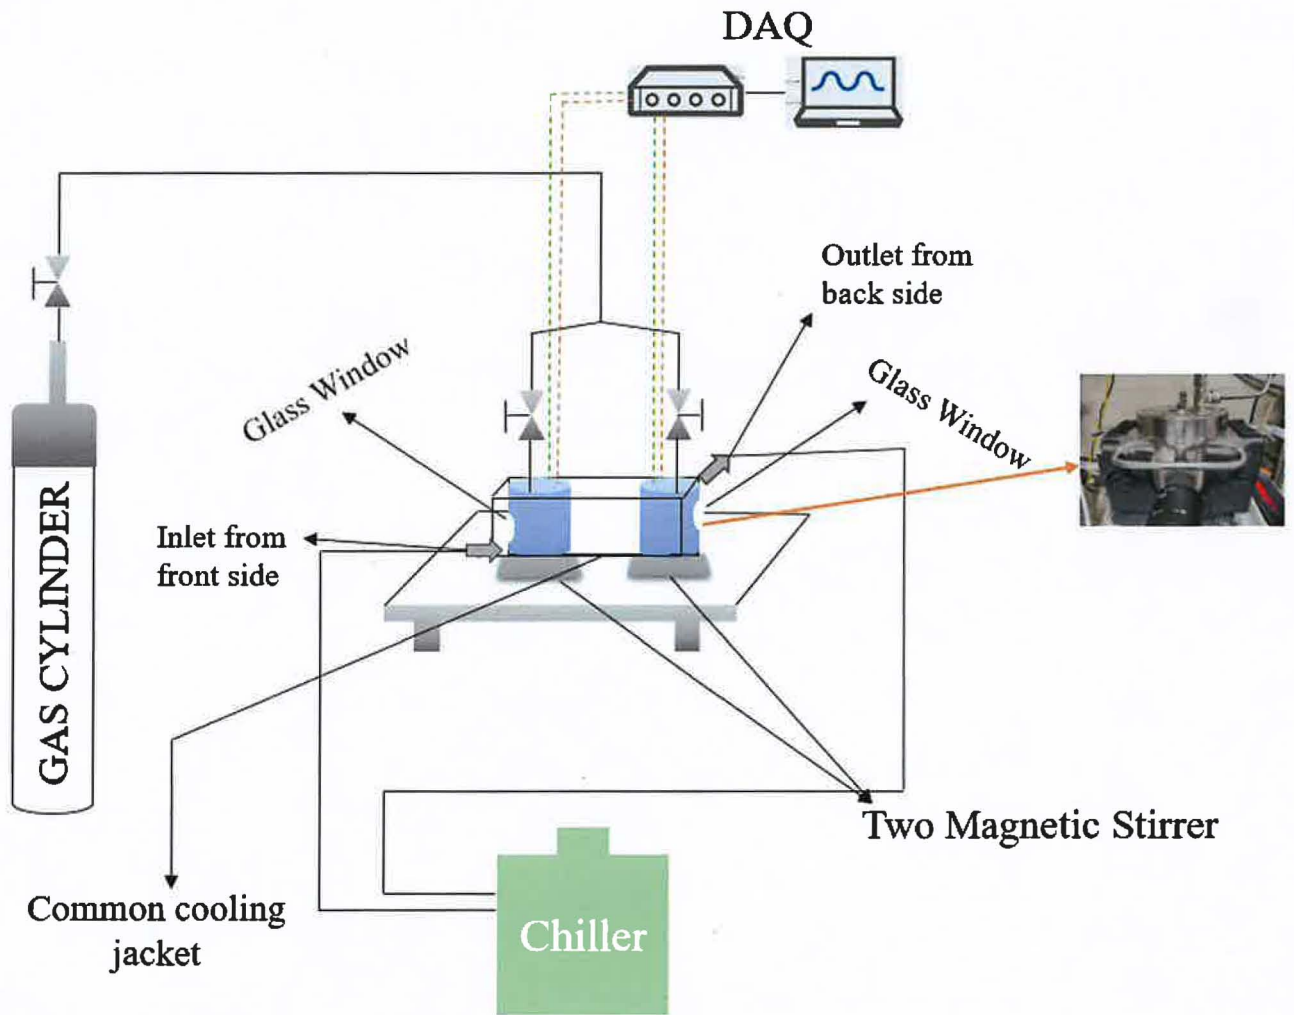 DAQ
Outlet from
back side
Glass Window
Glass Window
Inlet from
front side
GAS CYLINDER
Two Magnetic Stirrer
Common cooling
jacket
Chiller